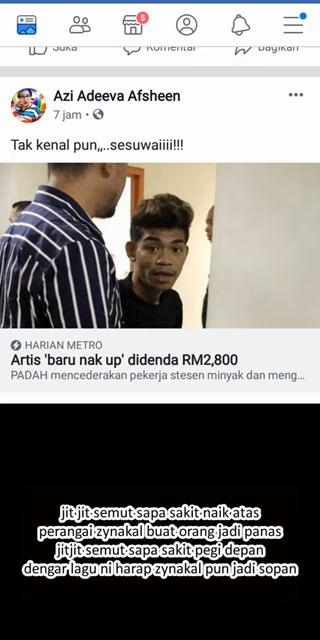 5
Suka Komentar Bagikan
Azi Adeeva Afsheen
7 jam
Tak kenal pun,,..sesuwaiiii!!!
HARIAN METRO
Artis 'baru nak up' didenda RM2,800
PADAH mencederakan pekerja stesen minyak dan meng...
jit jit semut sapa sakit naik atas
perangai zynakal buat orang jadi panas
jitjit semut sapa sakit pegi depan
dengar lagu ni harap zynakal pun jadi sopan